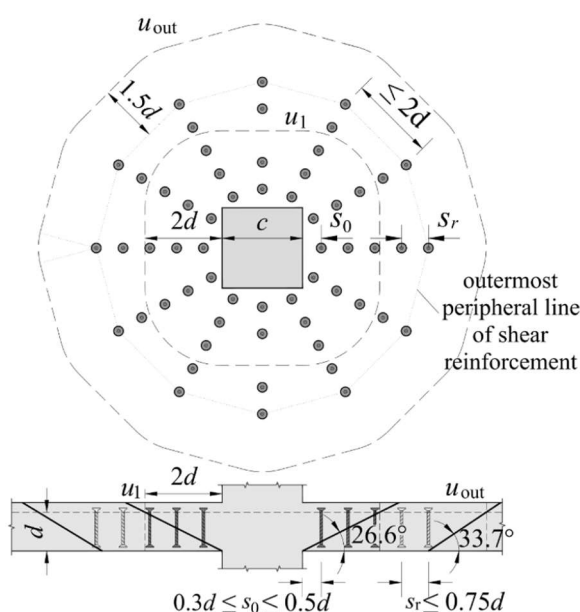 u_out
1.5d
≤ 2d
u_1
2d
c
s_0
s_r
outermost
peripheral line
of shear
reinforcement
u_1
2d
u_out
d
26.6°
33.7°
0.3d ≤ s_0 < 0.5d
s_r ≤ 0.75d